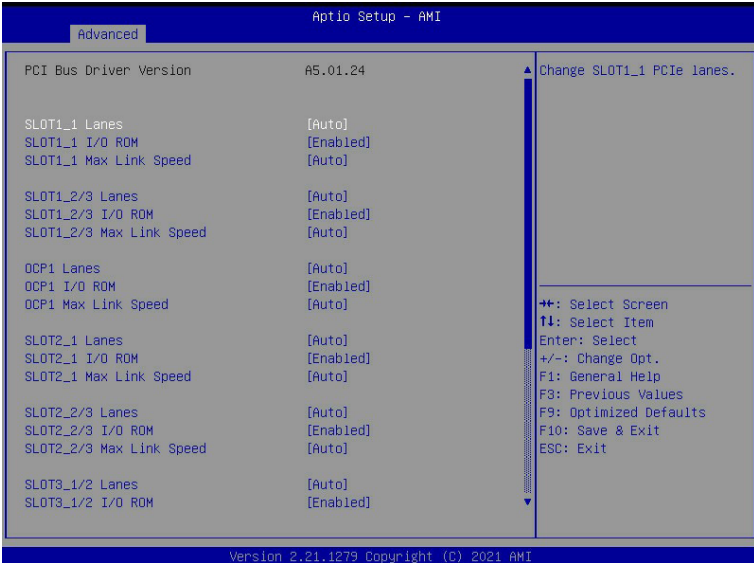 Aptio Setup – AMI
Advanced
PCI Bus Driver Version A5.01.24
SLOT1_1 Lanes [Auto]
SLOT1_1 I/O ROM [Enabled]
SLOT1_1 Max Link Speed [Auto]
SLOT1_2/3 Lanes [Auto]
SLOT1_2/3 I/O ROM [Enabled]
SLOT1_2/3 Max Link Speed [Auto]
OCP1 Lanes [Auto]
OCP1 I/O ROM [Enabled]
OCP1 Max Link Speed [Auto]
SLOT2_1 Lanes [Auto]
SLOT2_1 I/O ROM [Enabled]
SLOT2_1 Max Link Speed [Auto]
SLOT2_2/3 Lanes [Auto]
SLOT2_2/3 I/O ROM [Enabled]
SLOT2_2/3 Max Link Speed [Auto]
SLOT3_1/2 Lanes [Auto]
SLOT3_1/2 I/O ROM [Enabled]
Change SLOT1_1 PCIe lanes.
→←: Select Screen
↑↓: Select Item
Enter: Select
+/-: Change Opt.
F1: General Help
F3: Previous Values
F9: Optimized Defaults
F10: Save & Exit
ESC: Exit
Version 2.21.1279 Copyright (C) 2021 AMI